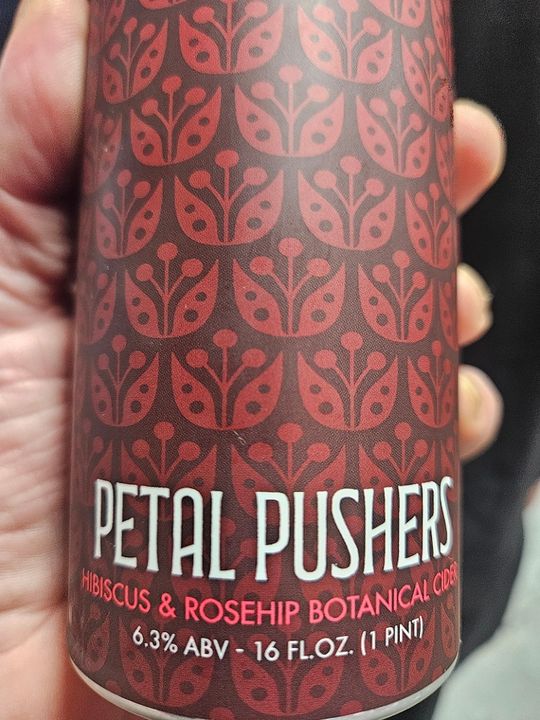 PETAL PUSHERS
HIBISCUS & ROSEHIP BOTANICAL CIDER
6.3% ABV - 16 FL.OZ. (1 PINT)